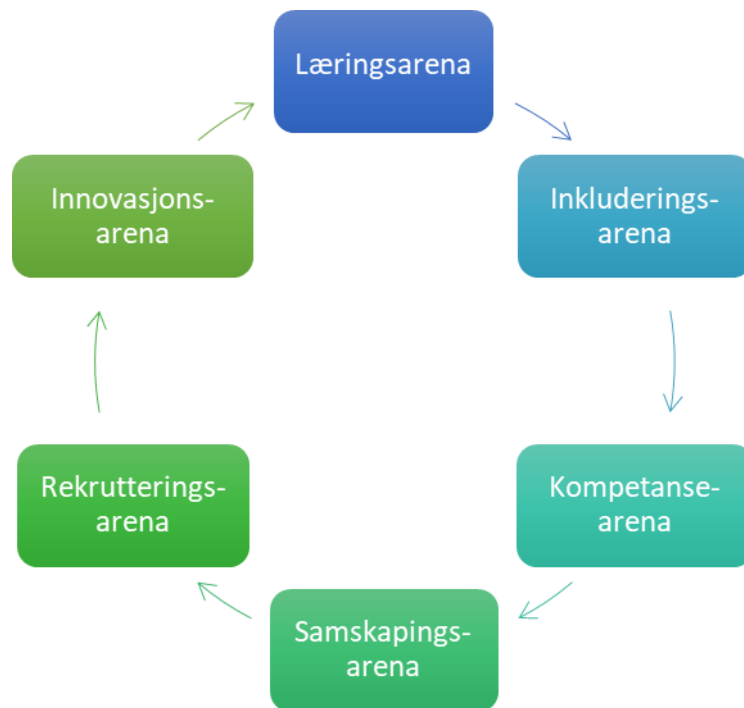 Læringsarena
Inkluderings-
arena
Kompetanse-
arena
Samskapings-
arena
Rekrutterings-
arena
Innovasjons-
arena